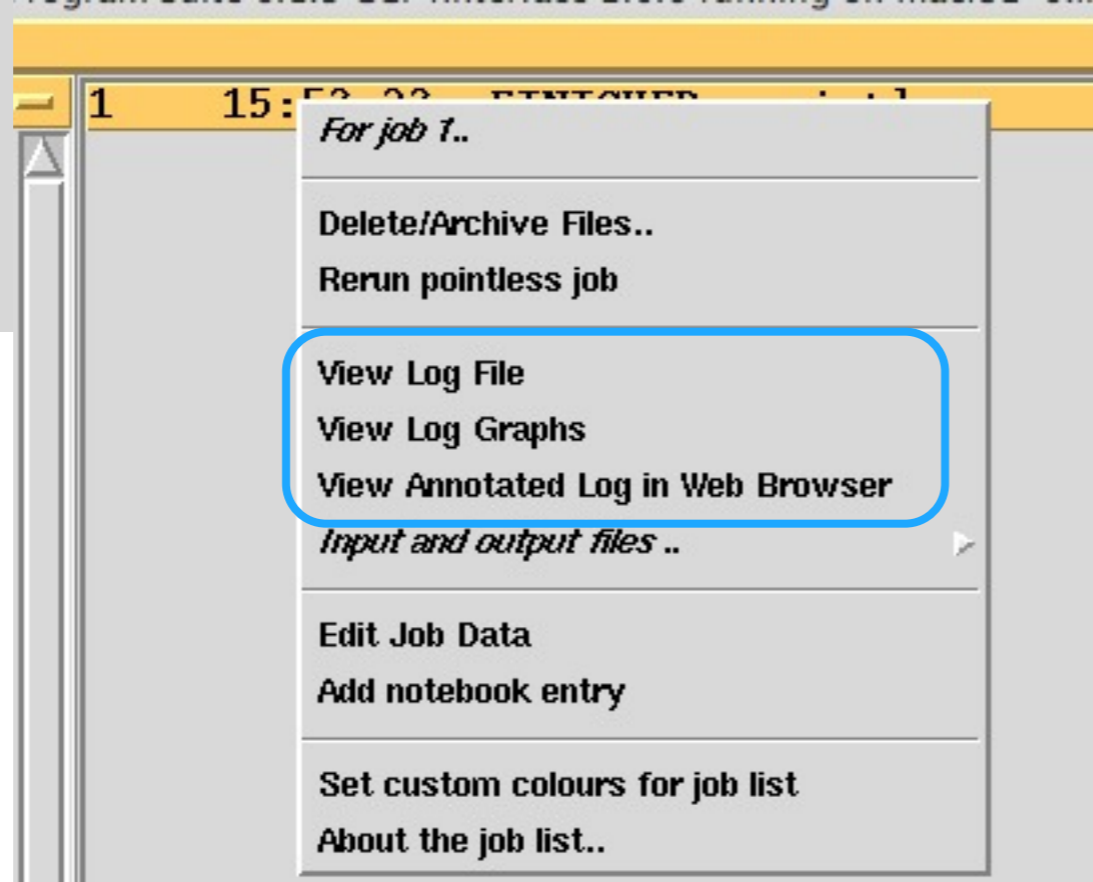 1 15:
For job 1..
Delete/Archive Files..
Rerun pointless job
View Log File
View Log Graphs
View Annotated Log in Web Browser
Input and output files ..
Edit Job Data
Add notebook entry
Set custom colours for job list
About the job list..